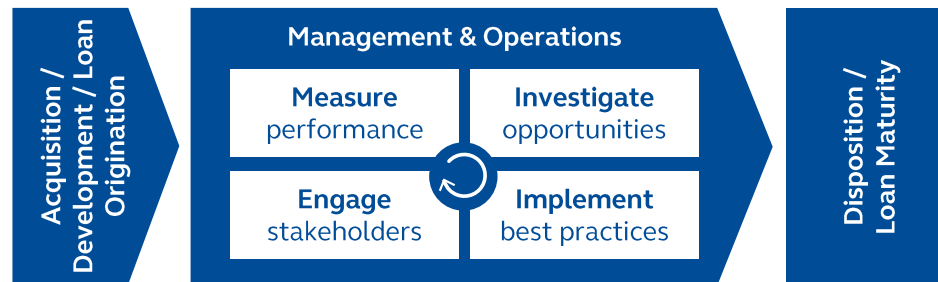 Acquisition /
Development / Loan
Origination
Management & Operations
Measure
performance
Investigate
opportunities
Engage
stakeholders
Implement
best practices
Disposition /
Loan Maturity